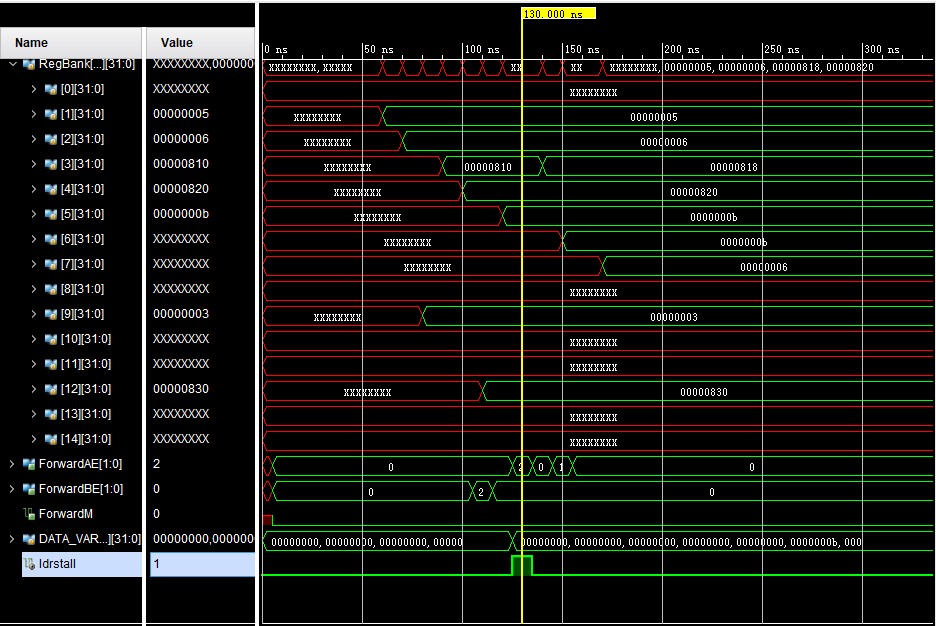 130.000 ns
Name Value 0 ns 50 ns 100 ns 150 ns 200 ns 250 ns 300 ns
RegBank[...][31:0] XXXXXXXX,000000 XXXXXXXX,XXXXX XX XX XXXXXXXX,00000005,00000006,00000818,00000820
[0][31:0] XXXXXXXX XXXXXXXX
[1][31:0] 00000005 XXXXXXXX 00000005
[2][31:0] 00000006 XXXXXXXX 00000006
[3][31:0] 00000810 XXXXXXXX 00000810 00000818
[4][31:0] 00000820 XXXXXXXX 00000820
[5][31:0] 0000000b XXXXXXXX 0000000b
[6][31:0] XXXXXXXX XXXXXXXX 0000000b
[7][31:0] XXXXXXXX XXXXXXXX 00000006
[8][31:0] XXXXXXXX XXXXXXXX
[9][31:0] 00000003 XXXXXXXX 00000003
[10][31:0] XXXXXXXX XXXXXXXX
[11][31:0] XXXXXXXX XXXXXXXX
[12][31:0] 00000830 XXXXXXXX 00000830
[13][31:0] XXXXXXXX XXXXXXXX
[14][31:0] XXXXXXXX XXXXXXXX
ForwardAE[1:0] 2 0 2 0 1 0
ForwardBE[1:0] 0 0 2 0
ForwardM 0
DATA_VAR...][31:0] 00000000,000000 00000000,00000000,00000000,00000 00000000,00000000,00000000,00000000,00000000,0000000b,000
ldrstall 1